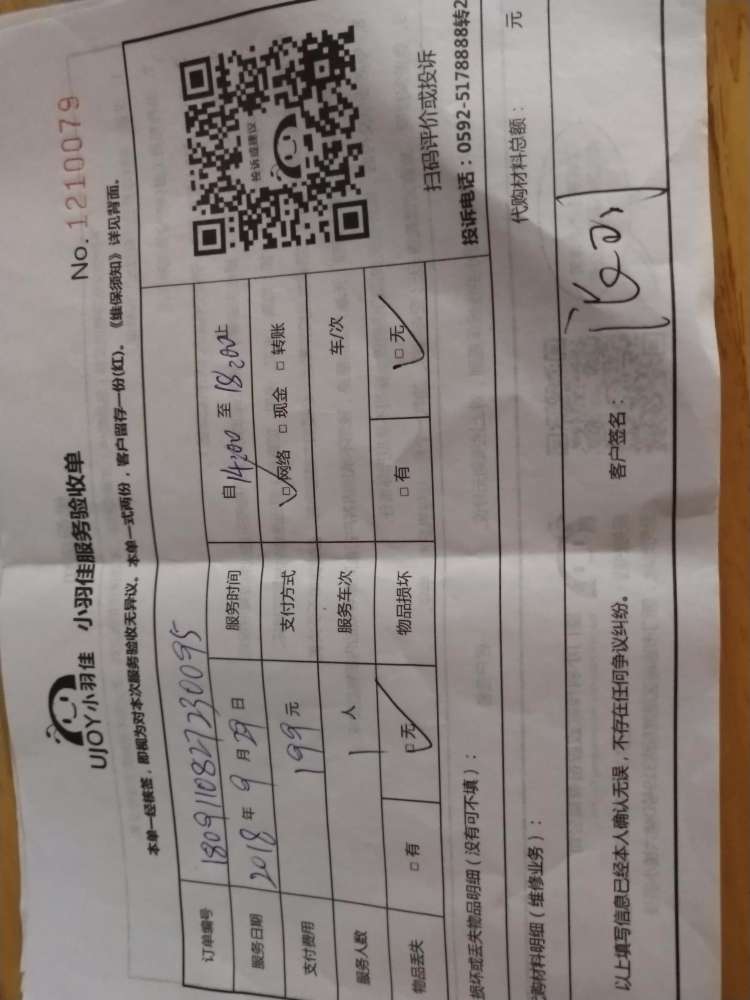 UJOY小羽佳 小羽佳服务验收单 No. 1210079
本单一经核签，即视为对本次服务验收无异议。本单一式两份，客户留存一份(红)。《维保须知》详见背面。
订单编号 180911082723​0095
服务日期 2018 年 9 月 29 日 服务时间 自 14:00 至 18:00 止
支付费用 199 元 支付方式 □网络 □现金 □转账
服务人数 1 人 服务车次 车/次
物品丢失 □有 □无 物品损坏 □有 □无
投诉或建议
扫码评价或投诉
投诉电话：0592-5178888转2
损坏或丢失物品明细（没有可不填）：
购材料明细（维修业务）： 代购材料总额： 元
以上填写信息已经本人确认无误，不存在任何争议纠纷。 客户签名：